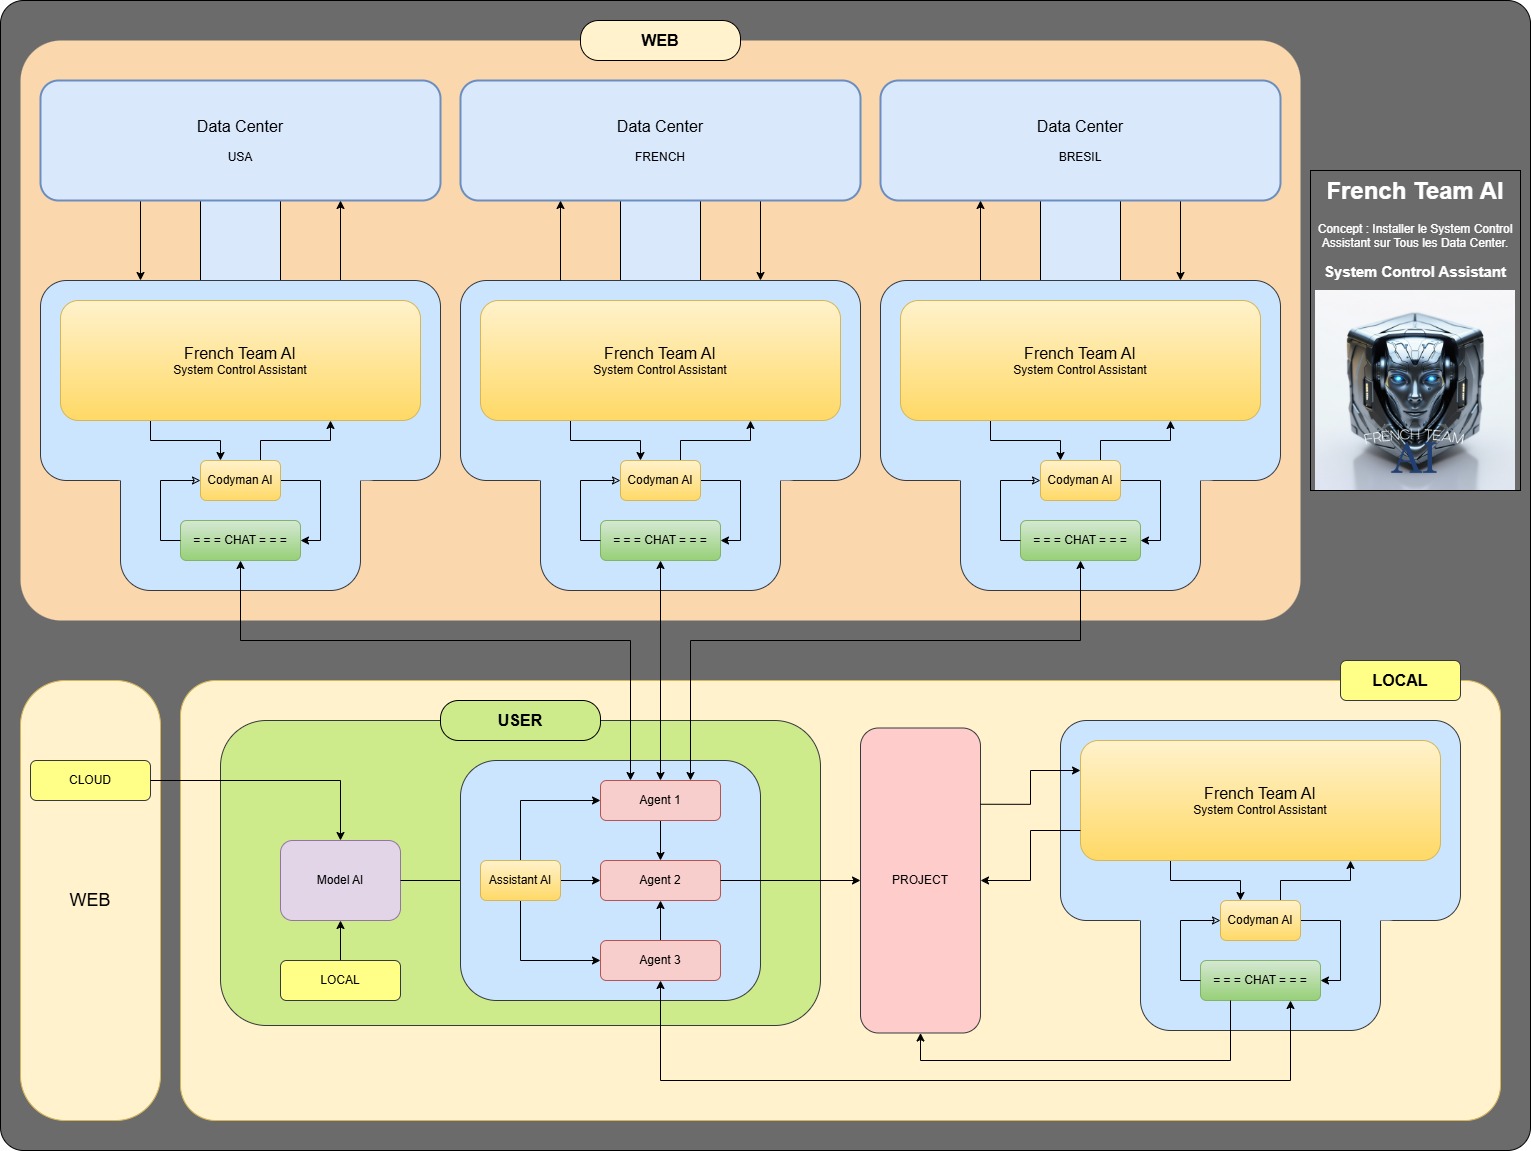 WEB
Data Center
USA
Data Center
FRENCH
Data Center
BRESIL
French Team AI
Concept : Installer le System Control
Assistant sur Tous les Data Center.
System Control Assistant
FRENCH TEAM
AI
French Team AI
System Control Assistant
French Team AI
System Control Assistant
French Team AI
System Control Assistant
Codyman AI
Codyman AI
Codyman AI
= = = CHAT = = =
= = = CHAT = = =
= = = CHAT = = =
LOCAL
USER
CLOUD
WEB
Model AI
LOCAL
Assistant AI
Agent 1
Agent 2
Agent 3
PROJECT
French Team AI
System Control Assistant
Codyman AI
= = = CHAT = = =